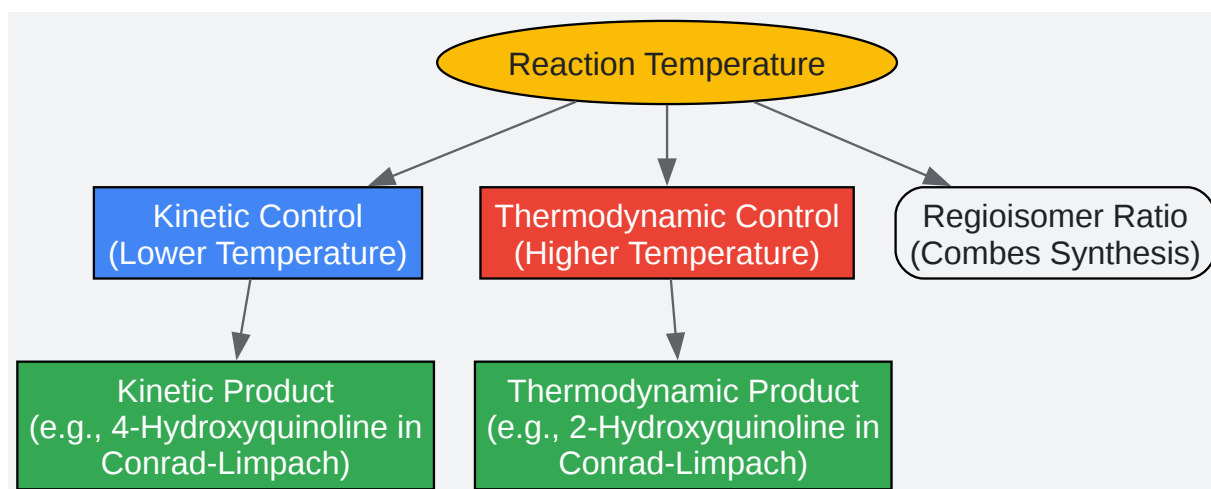 Reaction Temperature
Kinetic Control
(Lower Temperature)
Thermodynamic Control
(Higher Temperature)
Regioisomer Ratio
(Combes Synthesis)
Kinetic Product
(e.g., 4-Hydroxyquinoline in
Conrad-Limpach)
Thermodynamic Product
(e.g., 2-Hydroxyquinoline in
Conrad-Limpach)